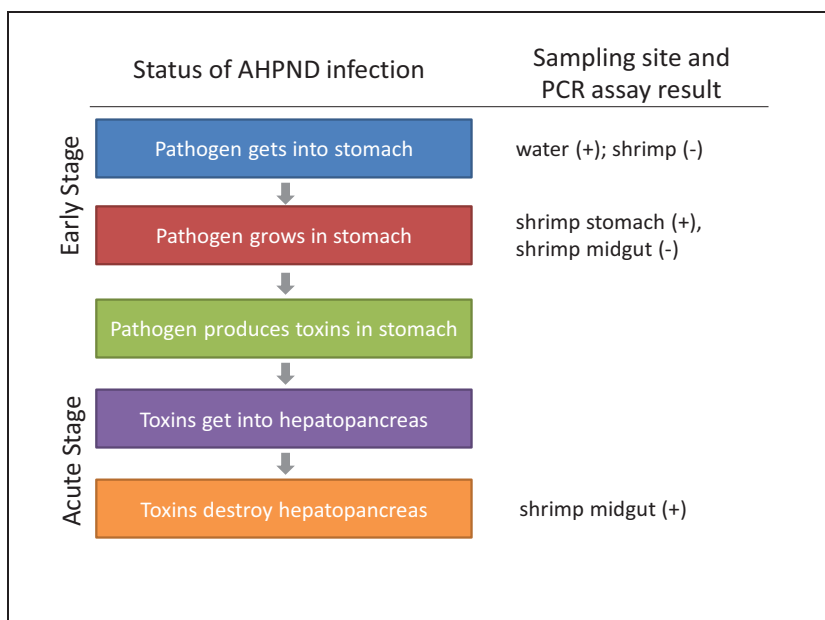 Status of AHPND infection
Sampling site and
PCR assay result
Early Stage
Pathogen gets into stomach
water (+); shrimp (-)
Pathogen grows in stomach
shrimp stomach (+),
shrimp midgut (-)
Pathogen produces toxins in stomach
Acute Stage
Toxins get into hepatopancreas
Toxins destroy hepatopancreas
shrimp midgut (+)